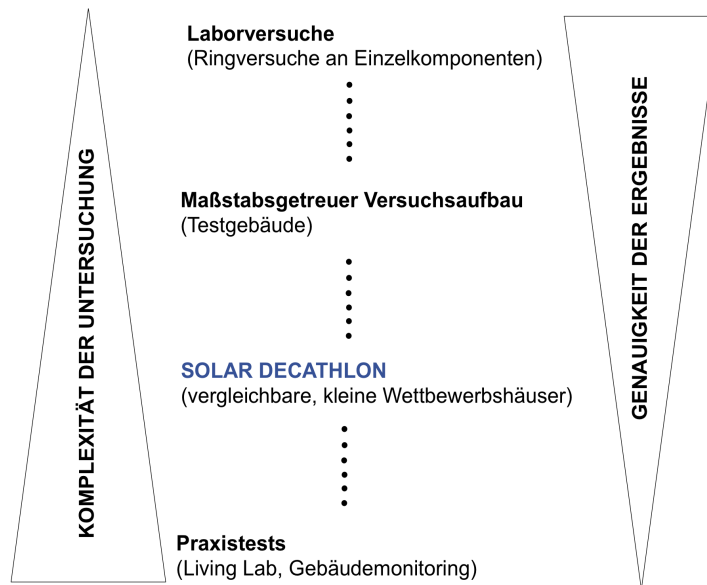 Laborversuche
(Ringversuche an Einzelkomponenten)
KOMPLEXITÄT DER UNTERSUCHUNG
GENAUIGKEIT DER ERGEBNISSE
Maßstabsgetreuer Versuchsaufbau
(Testgebäude)
SOLAR DECATHLON
(vergleichbare, kleine Wettbewerbshäuser)
Praxistests
(Living Lab, Gebäudemonitoring)